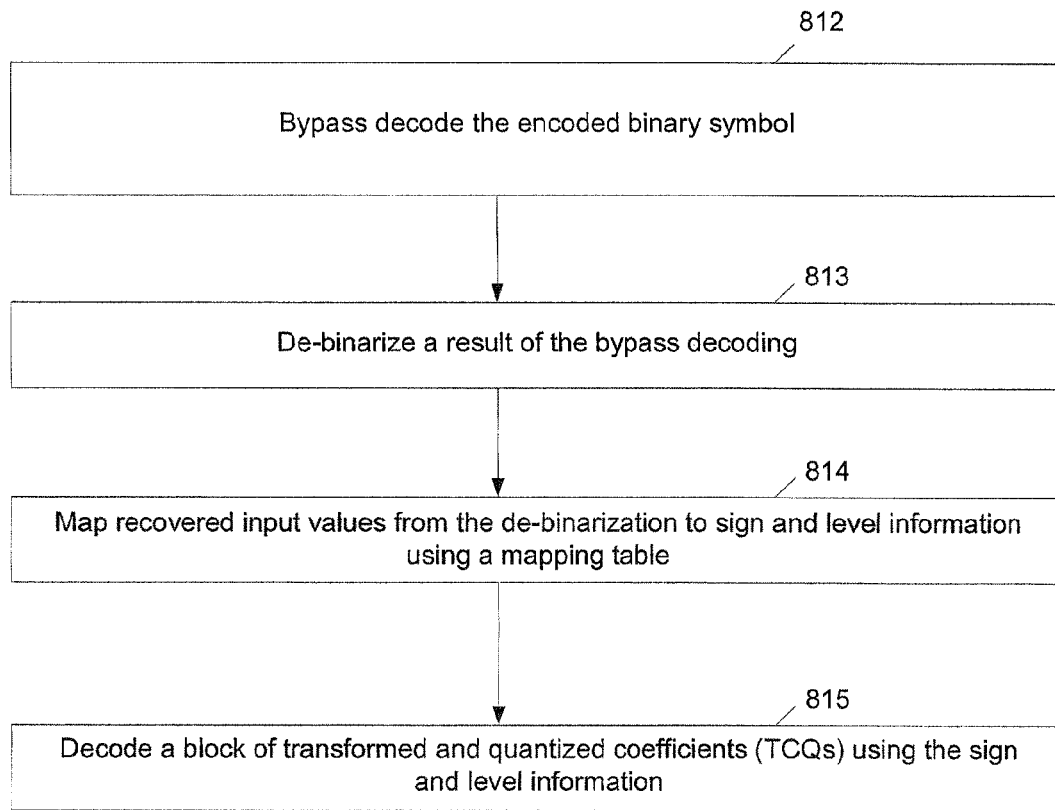 812
Bypass decode the encoded binary symbol
813
De-binarize a result of the bypass decoding
814
Map recovered input values from the de-binarization to sign and level information
using a mapping table
815
Decode a block of transformed and quantized coefficients (TCQs) using the sign
and level information